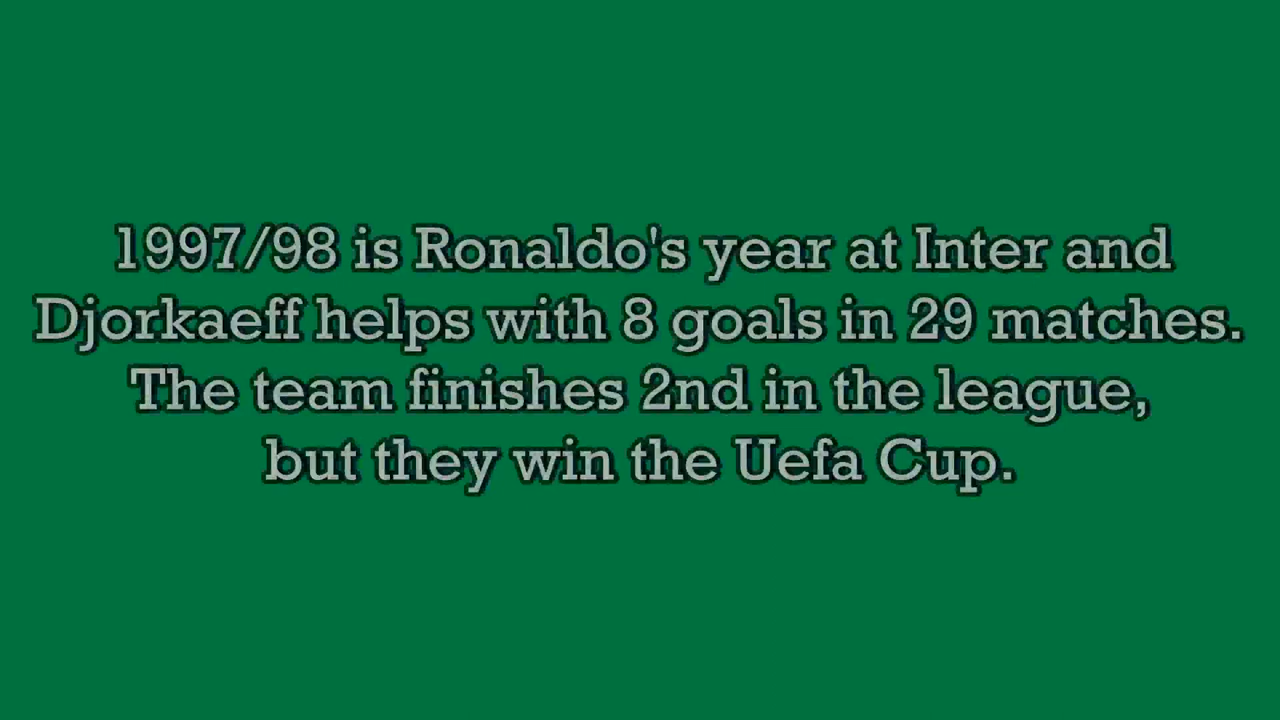 1997/98 is Ronaldo's year at Inter and
Djorkaeff helps with 8 goals in 29 matches.
The team finishes 2nd in the league,
but they win the Uefa Cup.